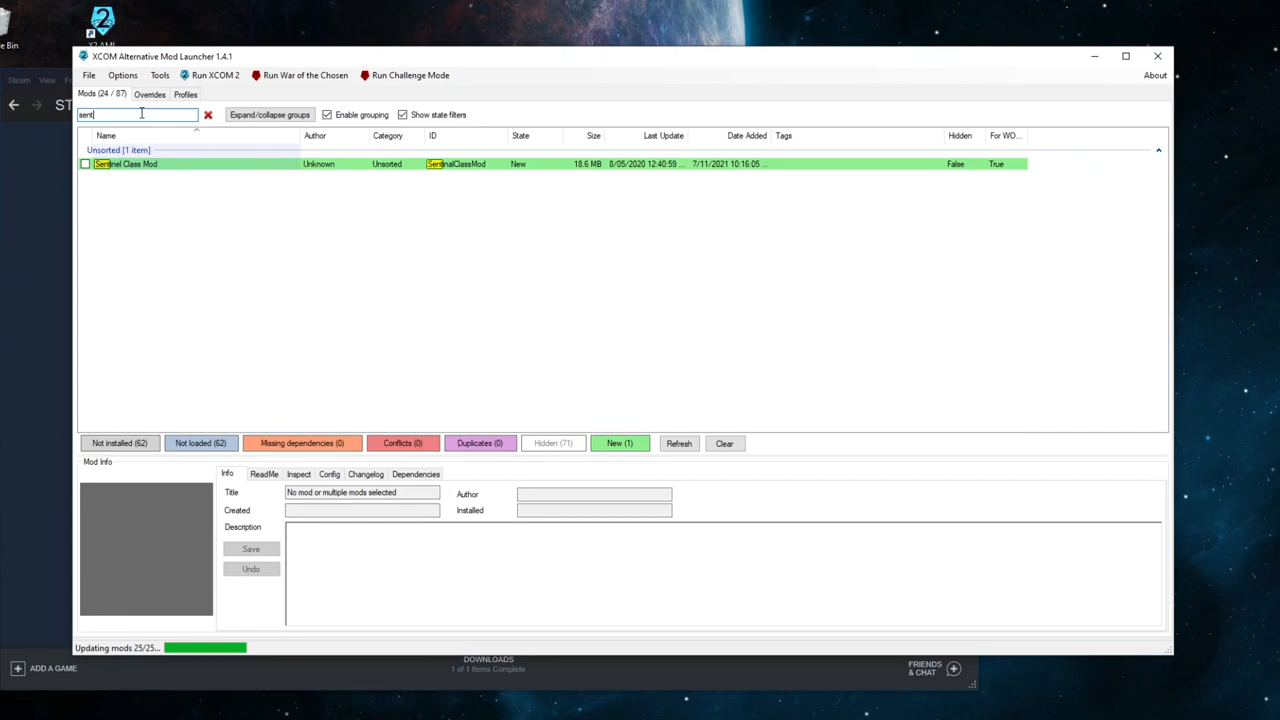 e Bin
X2 AML
XCOM Alternative Mod Launcher 1.4.1
File Options Tools Run XCOM 2 Run War of the Chosen Run Challenge Mode About
Steam View
Mods (24 / 87) Overrides Profiles
ST
sent Expand/collapse groups Enable grouping Show state filters
Name Author Category ID State Size Last Update Date Added Tags Hidden For WO...
Unsorted [1 item]
Sentinel Class Mod Unknown Unsorted SentinalClassMod New 18.6 MB 8/05/2020 12:40:59 ... 7/11/2021 10:16:05 ... False True
Not installed (62) Not loaded (62) Missing dependencies (0) Conflicts (0) Duplicates (0) Hidden (71) New (1) Refresh Clear
Mod Info
Info ReadMe Inspect Config Changelog Dependencies
Title No mod or multiple mods selected Author
Created Installed
Description
Save
Undo
Updating mods 25/25...
DOWNLOADS
1 of 1 Items Complete
ADD A GAME
FRIENDS
& CHAT